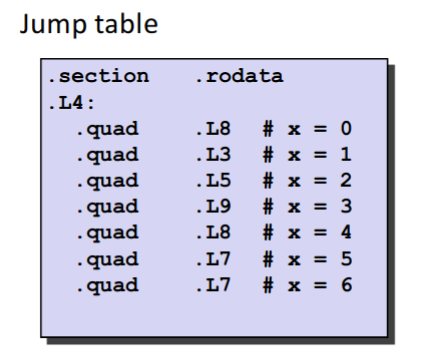 Jump table
.section .rodata
.L4:
.quad .L8 # x = 0
.quad .L3 # x = 1
.quad .L5 # x = 2
.quad .L9 # x = 3
.quad .L8 # x = 4
.quad .L7 # x = 5
.quad .L7 # x = 6